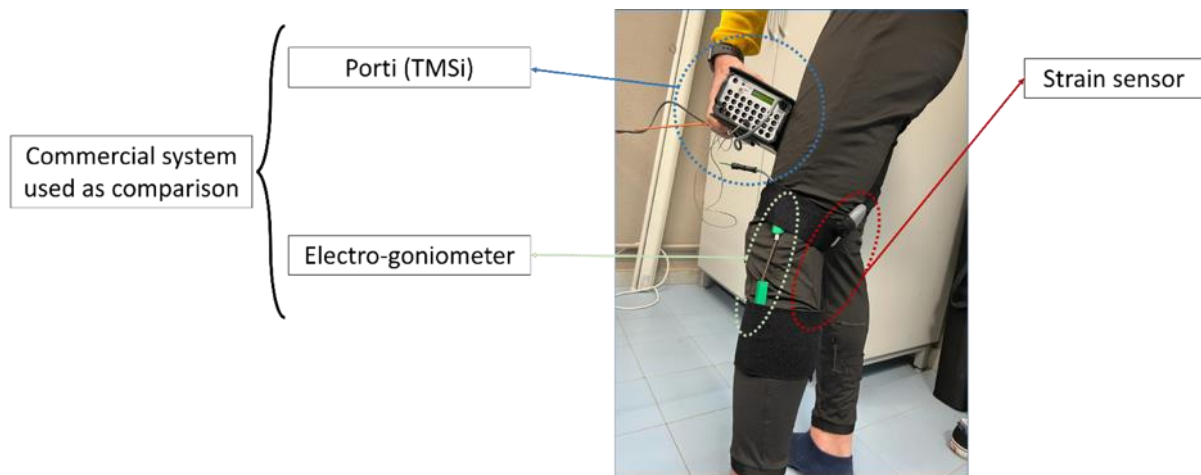 Porti (TMSi)
Strain sensor
Commercial system
used as comparison
Electro-goniometer